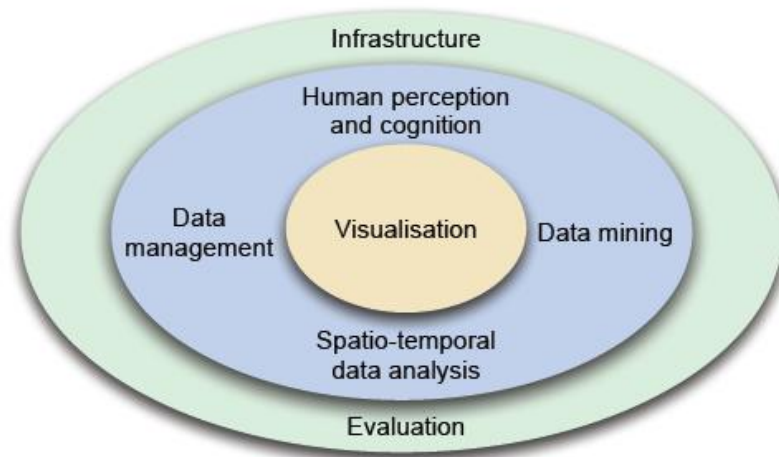 Infrastructure
Human perception
and cognition
Data
management
Visualisation
Data mining
Spatio-temporal
data analysis
Evaluation